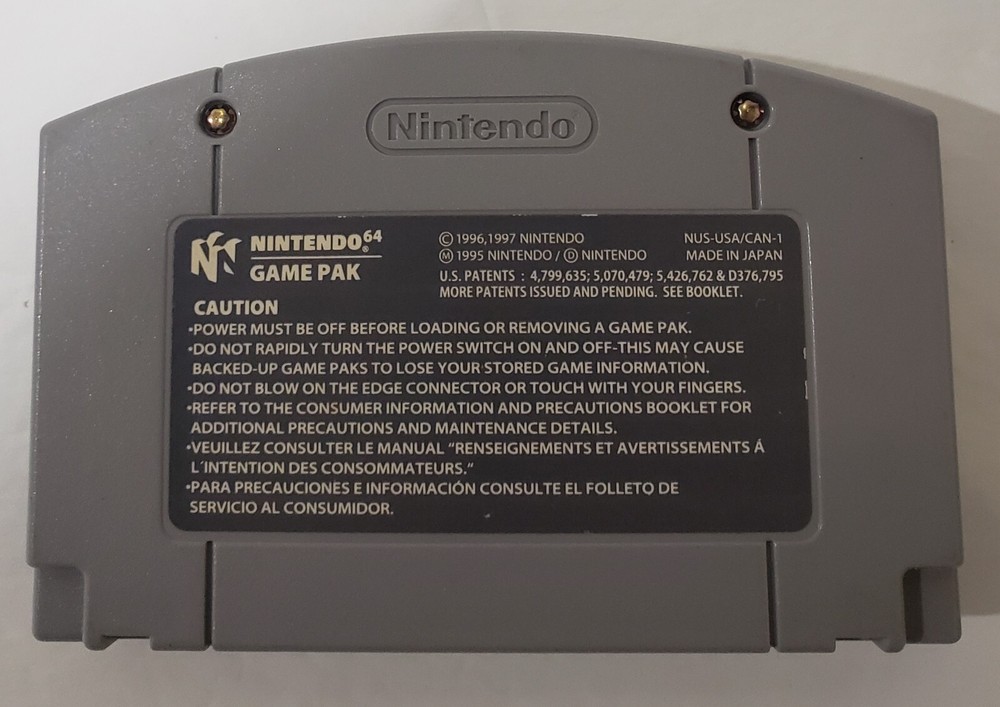 Nintendo
NINTENDO⁶⁴®
GAME PAK
© 1996,1997 NINTENDO
Ⓜ 1995 NINTENDO / Ⓓ NINTENDO
NUS-USA/CAN-1
MADE IN JAPAN
U.S. PATENTS : 4,799,635; 5,070,479; 5,426,762 & D376,795
MORE PATENTS ISSUED AND PENDING. SEE BOOKLET.
CAUTION
•POWER MUST BE OFF BEFORE LOADING OR REMOVING A GAME PAK.
•DO NOT RAPIDLY TURN THE POWER SWITCH ON AND OFF-THIS MAY CAUSE
BACKED-UP GAME PAKS TO LOSE YOUR STORED GAME INFORMATION.
•DO NOT BLOW ON THE EDGE CONNECTOR OR TOUCH WITH YOUR FINGERS.
•REFER TO THE CONSUMER INFORMATION AND PRECAUTIONS BOOKLET FOR
ADDITIONAL PRECAUTIONS AND MAINTENANCE DETAILS.
•VEUILLEZ CONSULTER LE MANUAL "RENSEIGNEMENTS ET AVERTISSEMENTS Á
L´INTENTION DES CONSOMMATEURS."
•PARA PRECAUCIONES E INFORMACIÓN CONSULTE EL FOLLETO DE
SERVICIO AL CONSUMIDOR.